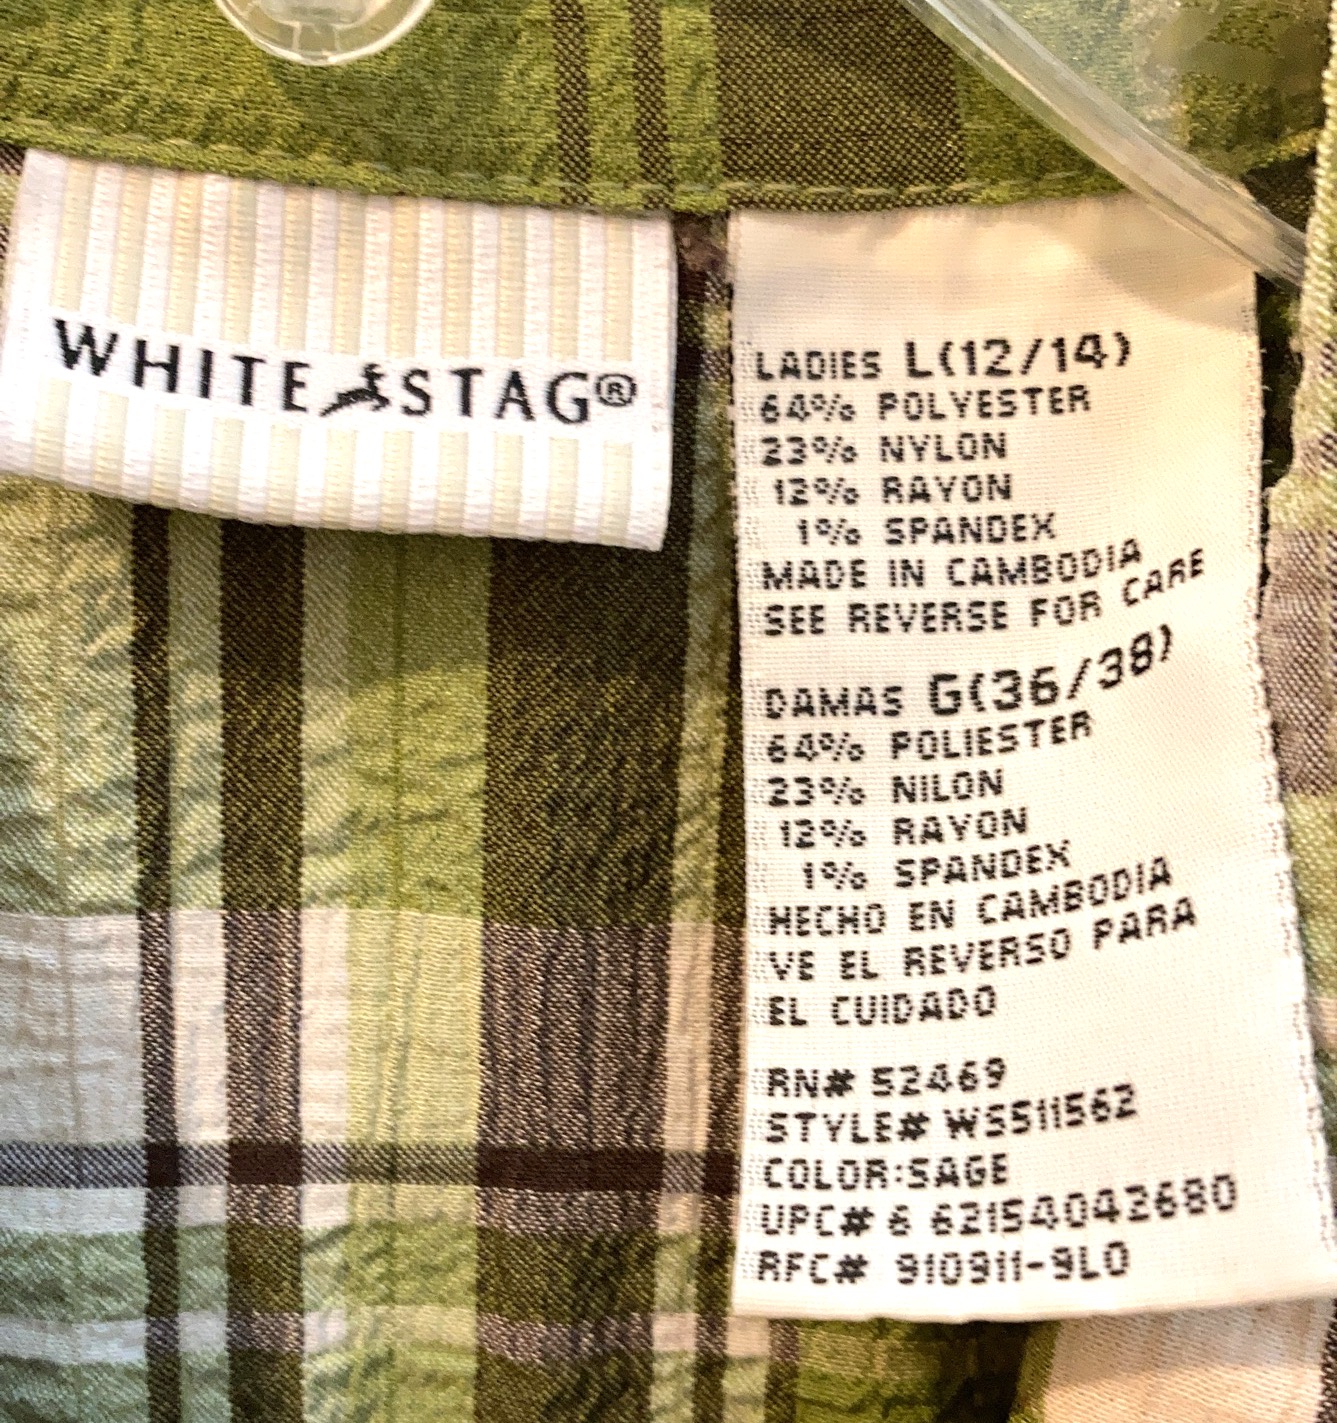 WHITE STAG®
LADIES L(12/14)
64% POLYESTER
23% NYLON
12% RAYON
1% SPANDEX
MADE IN CAMBODIA
SEE REVERSE FOR CARE
DAMAS G(36/38)
64% POLIESTER
23% NILON
12% RAYON
1% SPANDEX
HECHO EN CAMBODIA
VE EL REVERSO PARA
EL CUIDADO
RN# 52469
STYLE# WSS11562
COLOR:SAGE
UPC# 6 62154042680
RFC# 910911-9L0